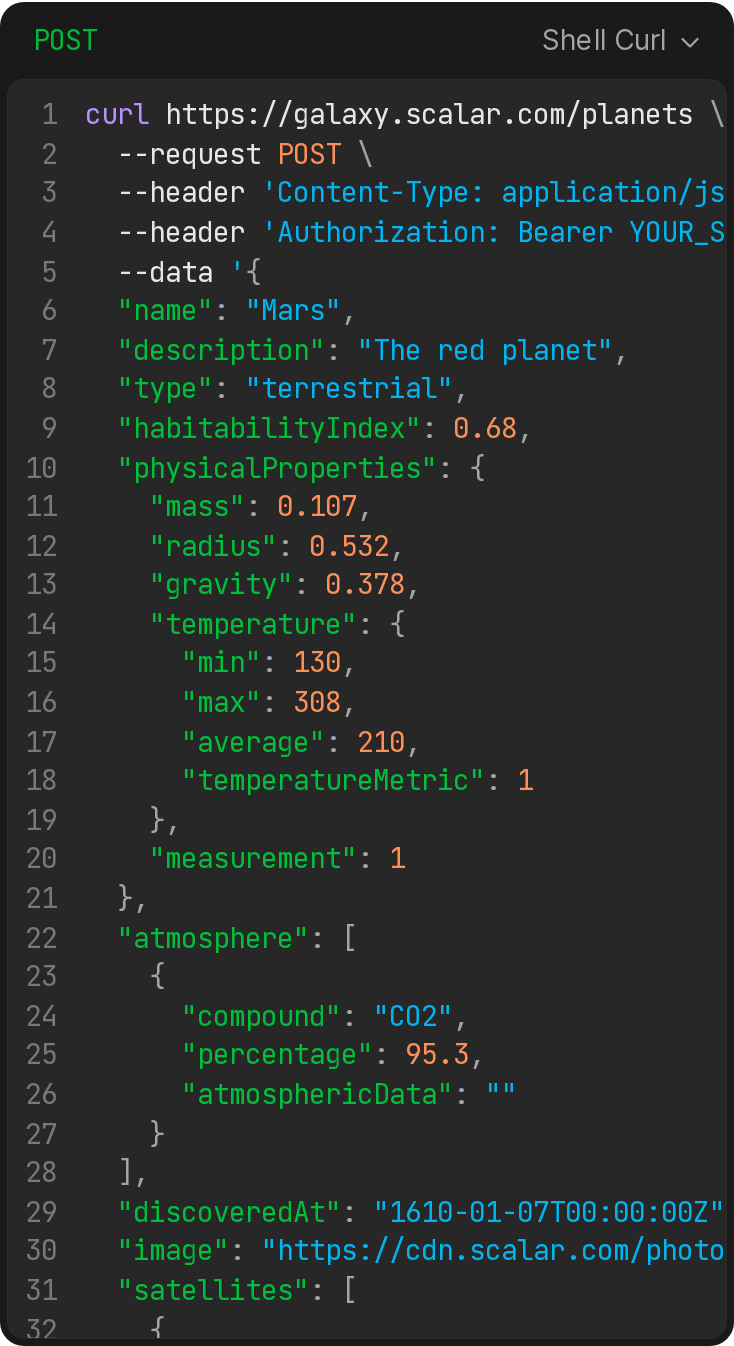 POST
Shell Curl
1 curl https://galaxy.scalar.com/planets \
2   --request POST \
3   --header 'Content-Type: application/js
4   --header 'Authorization: Bearer YOUR_S
5   --data '{
6   "name": "Mars",
7   "description": "The red planet",
8   "type": "terrestrial",
9   "habitabilityIndex": 0.68,
10   "physicalProperties": {
11     "mass": 0.107,
12     "radius": 0.532,
13     "gravity": 0.378,
14     "temperature": {
15       "min": 130,
16       "max": 308,
17       "average": 210,
18       "temperatureMetric": 1
19     },
20     "measurement": 1
21   },
22   "atmosphere": [
23     {
24       "compound": "CO2",
25       "percentage": 95.3,
26       "atmosphericData": ""
27     }
28   ],
29   "discoveredAt": "1610-01-07T00:00:00Z"
30   "image": "https://cdn.scalar.com/photo
31   "satellites": [
32     {